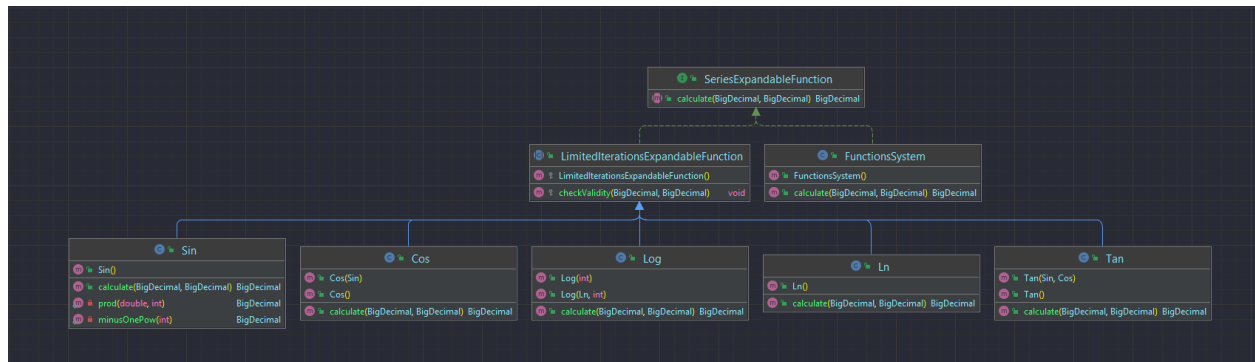 SeriesExpandableFunction
calculate(BigDecimal, BigDecimal) BigDecimal
LimitedIterationsExpandableFunction
LimitedIterationsExpandableFunction()
checkValidity(BigDecimal, BigDecimal) void
FunctionsSystem
FunctionsSystem()
calculate(BigDecimal, BigDecimal) BigDecimal
Sin
Sin()
calculate(BigDecimal, BigDecimal) BigDecimal
prod(double, int) BigDecimal
minusOnePow(int) BigDecimal
Cos
Cos(Sin)
Cos()
calculate(BigDecimal, BigDecimal) BigDecimal
Log
Log(int)
Log(Ln, int)
calculate(BigDecimal, BigDecimal) BigDecimal
Ln
Ln()
calculate(BigDecimal, BigDecimal) BigDecimal
Tan
Tan(Sin, Cos)
Tan()
calculate(BigDecimal, BigDecimal) BigDecimal